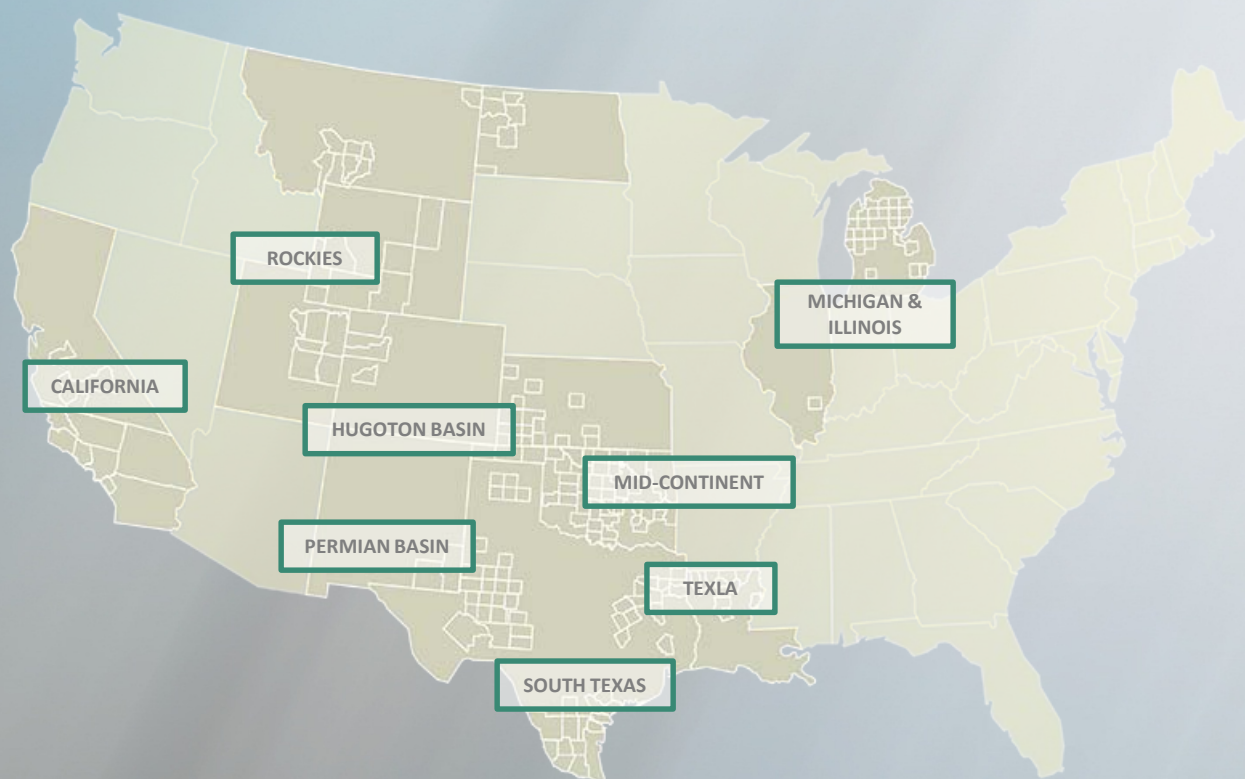 ROCKIES
MICHIGAN &
ILLINOIS
CALIFORNIA
HUGOTON BASIN
MID-CONTINENT
PERMIAN BASIN
TEXLA
SOUTH TEXAS